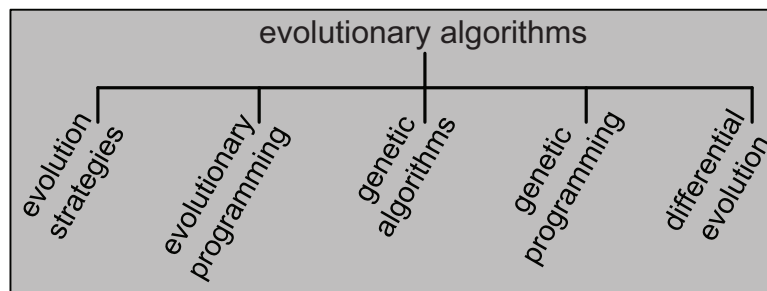 evolutionary algorithms
evolution
strategies
evolutionary
programming
genetic
algorithms
genetic
programming
differential
evolution